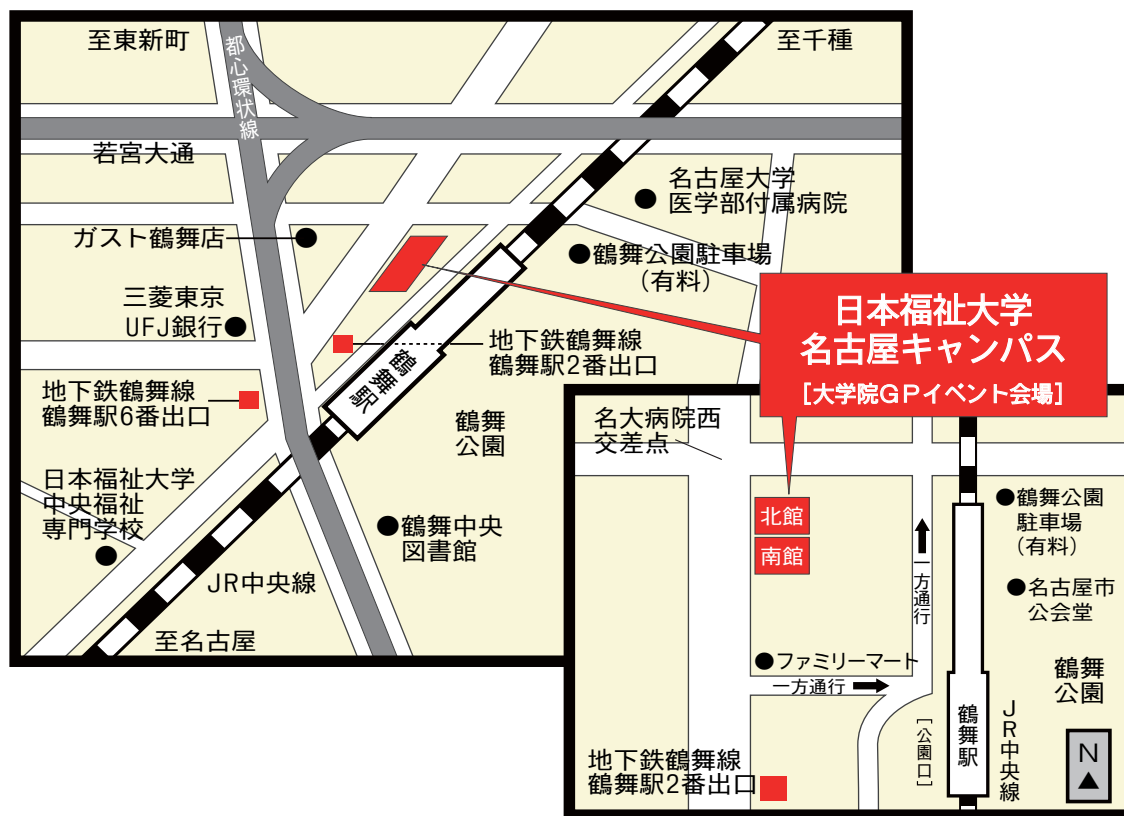 至東新町
都心環状線
至千種
若宮大通
名古屋大学
医学部付属病院
ガスト鶴舞店
鶴舞公園駐車場
(有料)
三菱東京
UFJ銀行
地下鉄鶴舞線
鶴舞駅2番出口
鶴舞駅
地下鉄鶴舞線
鶴舞駅6番出口
鶴舞
公園
日本福祉大学
中央福祉
専門学校
鶴舞中央
図書館
JR中央線
至名古屋
日本福祉大学
名古屋キャンパス
[大学院GPイベント会場]
名大病院西
交差点
北館
南館
鶴舞公園
駐車場
(有料)
一方通行
名古屋市
公会堂
ファミリーマート
一方通行
鶴舞
公園
鶴舞駅
JR中央線
[公園口]
地下鉄鶴舞線
鶴舞駅2番出口
N